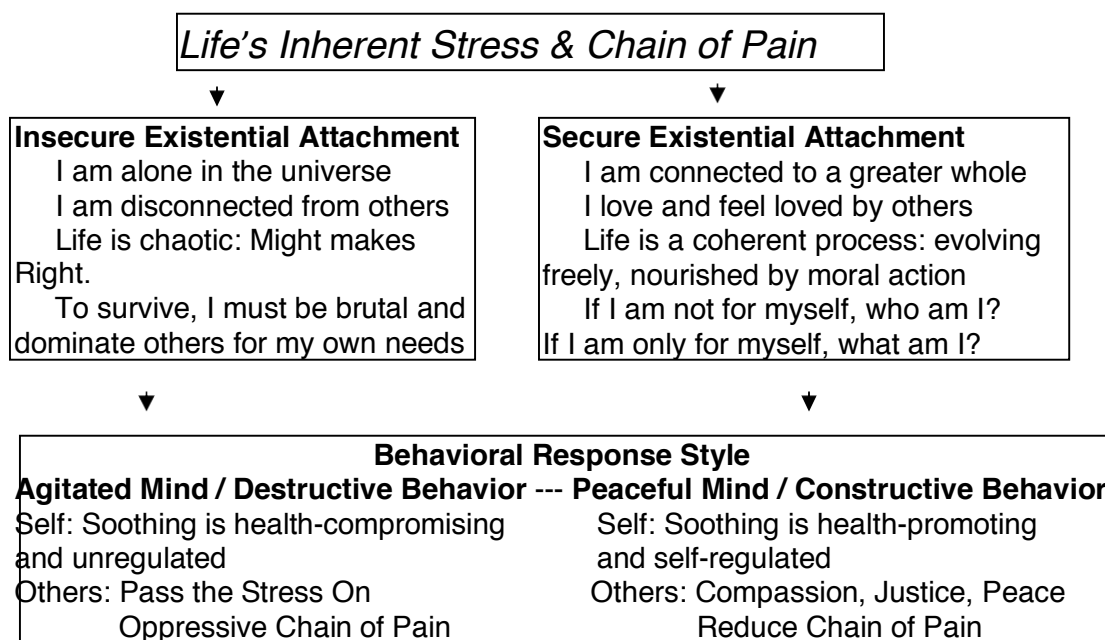 Life's Inherent Stress & Chain of Pain
Insecure Existential Attachment
I am alone in the universe
I am disconnected from others
Life is chaotic: Might makes
Right.
To survive, I must be brutal and
dominate others for my own needs
Secure Existential Attachment
I am connected to a greater whole
I love and feel loved by others
Life is a coherent process: evolving
freely, nourished by moral action
If I am not for myself, who am I?
If I am only for myself, what am I?
Behavioral Response Style
Agitated Mind / Destructive Behavior --- Peaceful Mind / Constructive Behavior
Self: Soothing is health-compromising
and unregulated
Others: Pass the Stress On
Oppressive Chain of Pain
Self: Soothing is health-promoting
and self-regulated
Others: Compassion, Justice, Peace
Reduce Chain of Pain